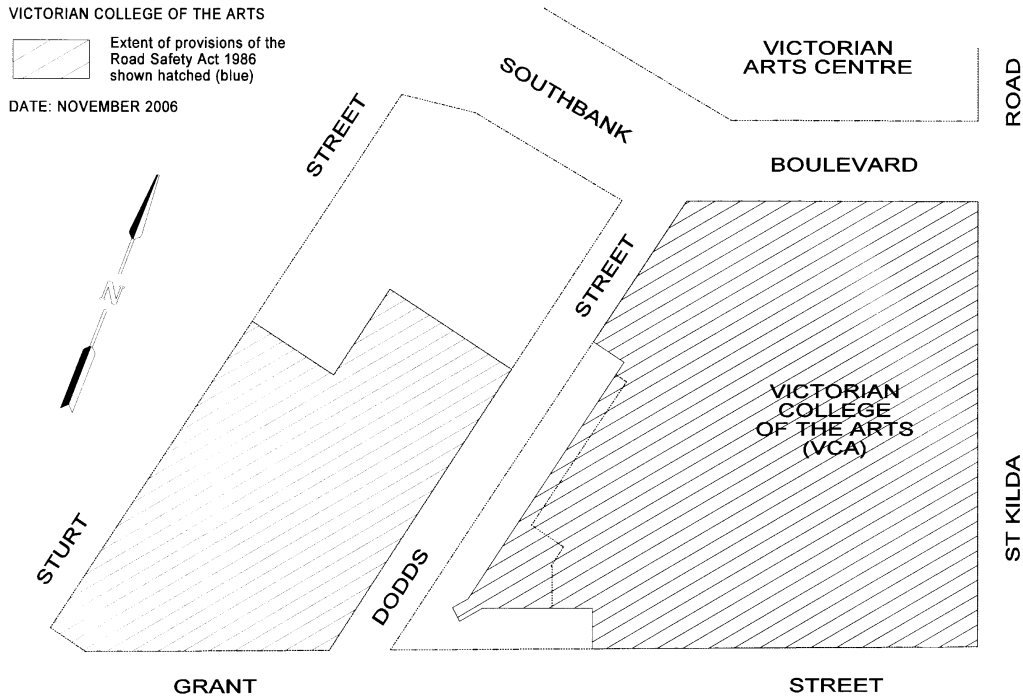 VICTORIAN COLLEGE OF THE ARTS
Extent of provisions of the
Road Safety Act 1986
shown hatched (blue)
DATE: NOVEMBER 2006
VICTORIAN
ARTS CENTRE
ROAD
SOUTHBANK
STREET
BOULEVARD
STREET
N
VICTORIAN
COLLEGE
OF THE ARTS
(VCA)
ST KILDA
STURT
DODDS
GRANT
STREET